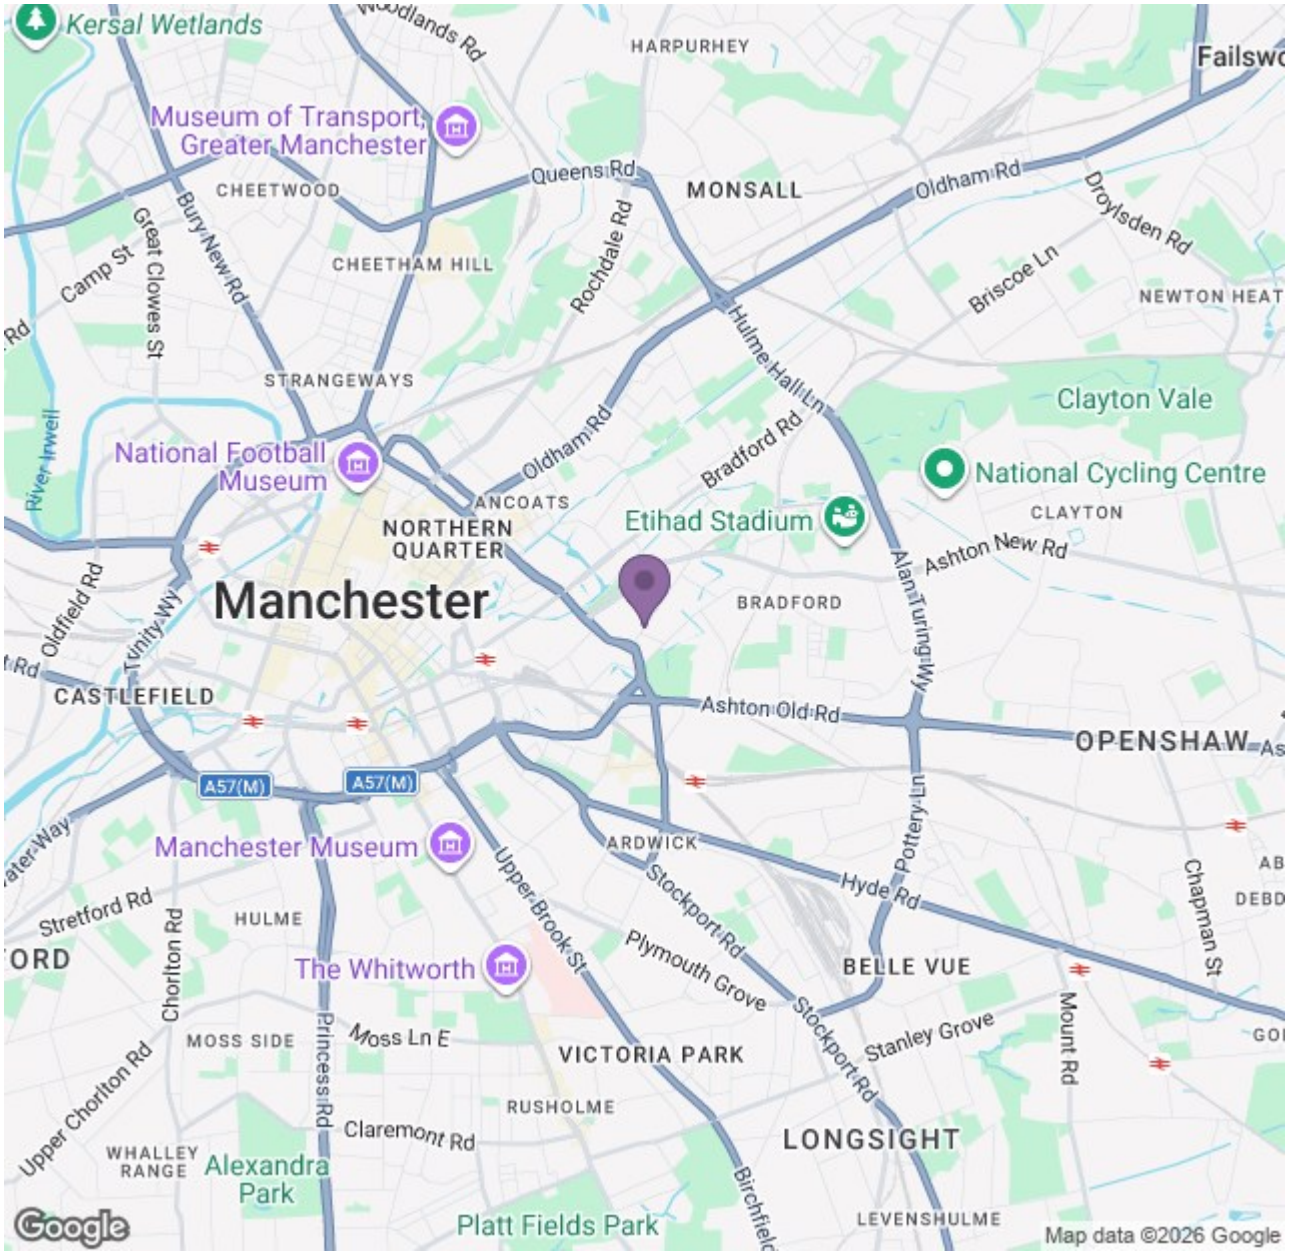 Kersal Wetlands
Woodlands Rd
HARPURHEY
Failswo
Museum of Transport,
Greater Manchester
CHEETWOOD
Queens Rd
MONSALL
Oldham Rd
Droylsden Rd
Great Clowes St
Bury New Rd
Camp St
CHEETHAM HILL
Rochdale Rd
Briscoe Ln
NEWTON HEAT
Rd
Hulme Hall Ln
STRANGEWAYS
Clayton Vale
National Football
Museum
River Irwell
Oldham Rd
Bradford Rd
National Cycling Centre
ANCOATS
CLAYTON
NORTHERN
QUARTER
Etihad Stadium
Ashton New Rd
Oldfield Rd
Trinity Wy
Manchester
BRADFORD
Alan Turing Wy
t Rd
CASTLEFIELD
Ashton Old Rd
OPENSHAW
As
A57(M)
A57(M)
Pottery Ln
ater Way
Manchester Museum
ARDWICK
AB
DEBD
Stretford Rd
HULME
Upper Brook St
Stockport Rd
Hyde Rd
Chapman St
ORD
Chorlton Rd
The Whitworth
Plymouth Grove
BELLE VUE
MOSS SIDE
Princess Rd
Moss Ln E
VICTORIA PARK
Stockport Rd
Stanley Grove
Mount Rd
GOR
Upper Chorlton Rd
RUSHOLME
Claremont Rd
LONGSIGHT
WHALLEY
RANGE
Alexandra
Park
Birchfield
Platt Fields Park
LEVENSHULME
Google
Map data ©2026 Google